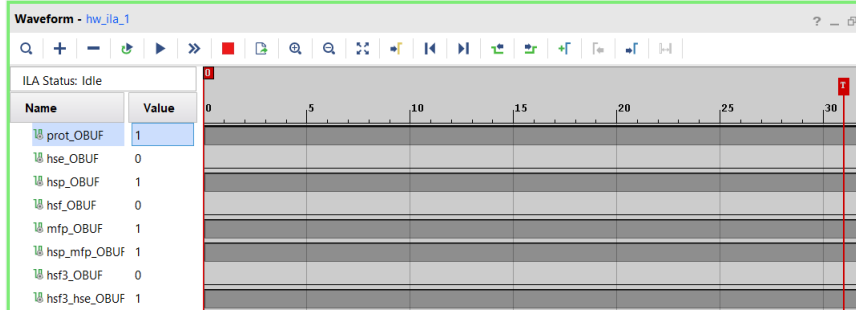 Waveform - hw_ila_1
? _
ILA Status: Idle
0
T
Name Value
0 5 10 15 20 25 30
prot_OBUF 1
hse_OBUF 0
hsp_OBUF 1
hsf_OBUF 0
mfp_OBUF 1
hsp_mfp_OBUF 1
hsf3_OBUF 0
hsf3_hse_OBUF 1